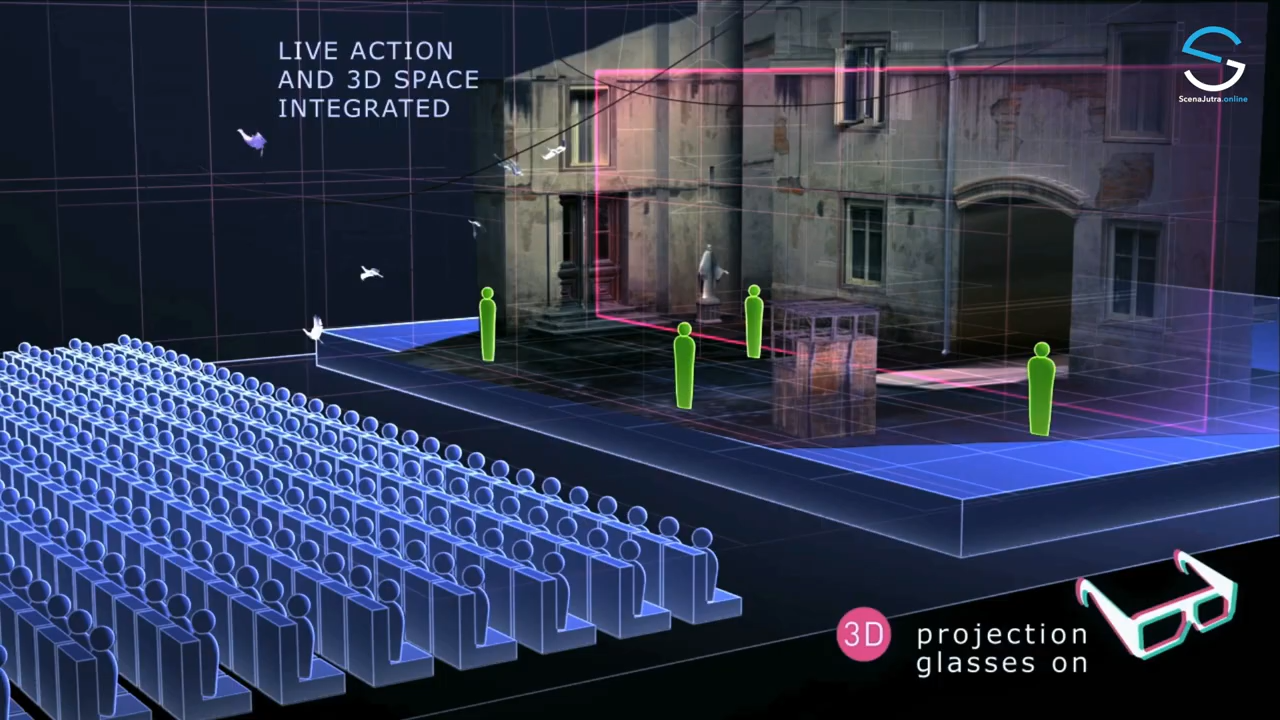 LIVE ACTION
AND 3D SPACE
INTEGRATED
ScenaJutra.online
3D
projection
glasses on